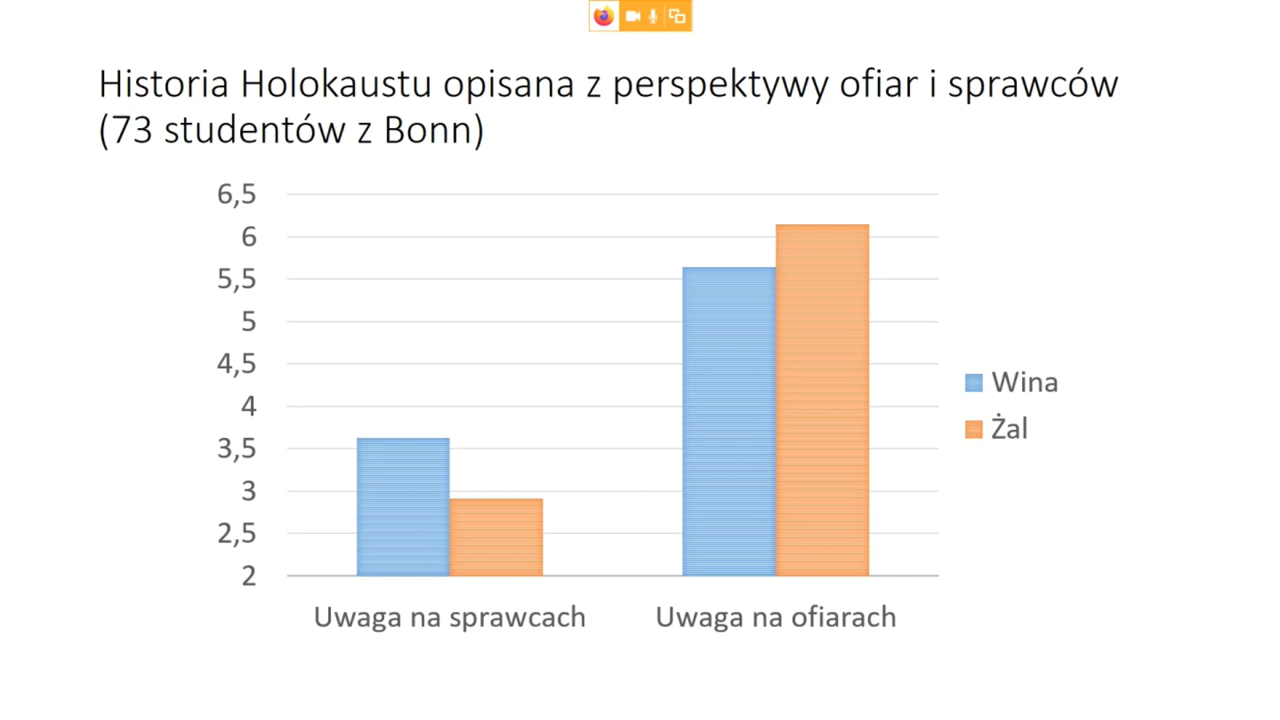 Historia Holokaustu opisana z perspektywy ofiar i sprawców
(73 studentów z Bonn)
6,5
6
5,5
5
4,5
4
3,5
3
2,5
2
Uwaga na sprawcach
Uwaga na ofiarach
Wina
Żal